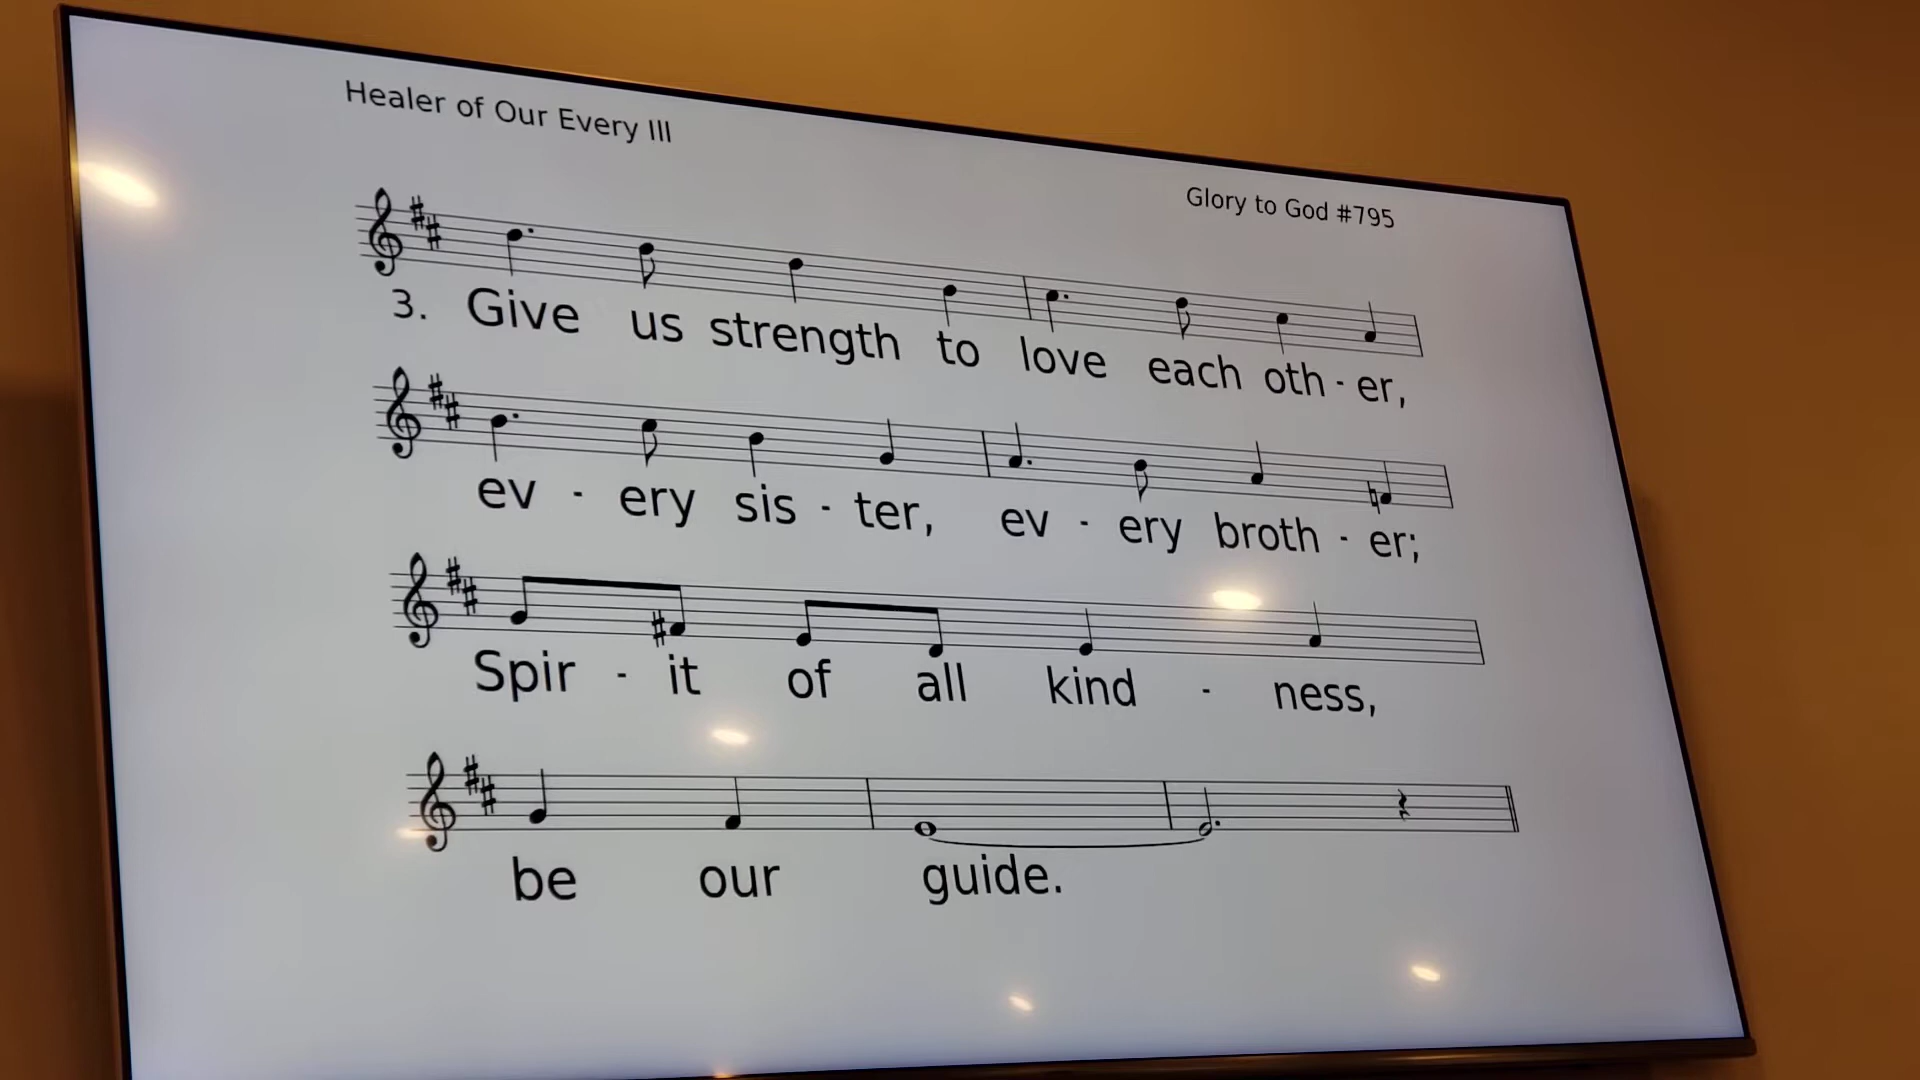 Healer of Our Every Ill
Glory to God #795
3. Give us strength to love each oth - er,
ev - ery sis - ter, ev - ery broth - er;
Spir - it of all kind - ness,
be our guide.